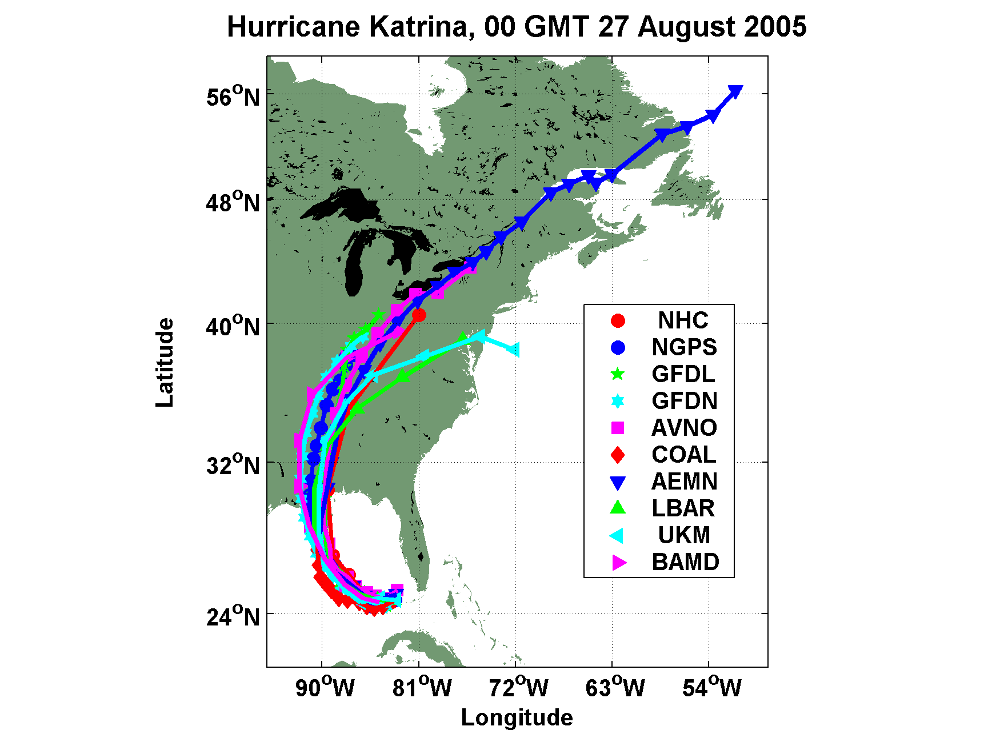 Hurricane Katrina, 00 GMT 27 August 2005
56°N
48°N
40°N
32°N
24°N
Latitude
NHC
NGPS
GFDL
GFDN
AVNO
COAL
AEMN
LBAR
UKM
BAMD
90°W 81°W 72°W 63°W 54°W
Longitude